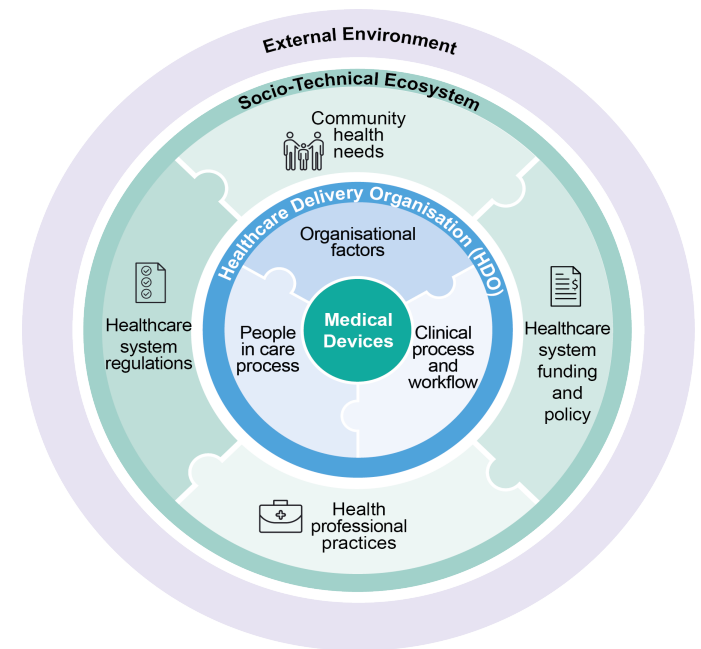 External Environment
Socio-Technical Ecosystem
Community
health
needs
Healthcare Delivery Organisation (HDO)
Organisational
factors
Healthcare
system
regulations
People
in care
process
Medical
Devices
Clinical
process
and
workflow
$
Healthcare
system
funding
and
policy
Health
professional
practices